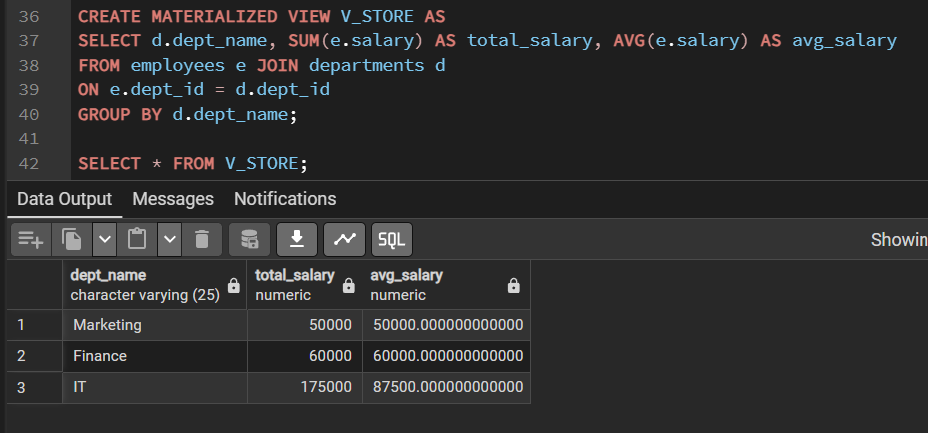 36 CREATE MATERIALIZED VIEW V_STORE AS
37 SELECT d.dept_name, SUM(e.salary) AS total_salary, AVG(e.salary) AS avg_salary
38 FROM employees e JOIN departments d
39 ON e.dept_id = d.dept_id
40 GROUP BY d.dept_name;
41
42 SELECT * FROM V_STORE;
Data Output Messages Notifications
SQL Showin
dept_name total_salary avg_salary
character varying (25) numeric numeric
1 Marketing 50000 50000.000000000000
2 Finance 60000 60000.000000000000
3 IT 175000 87500.000000000000